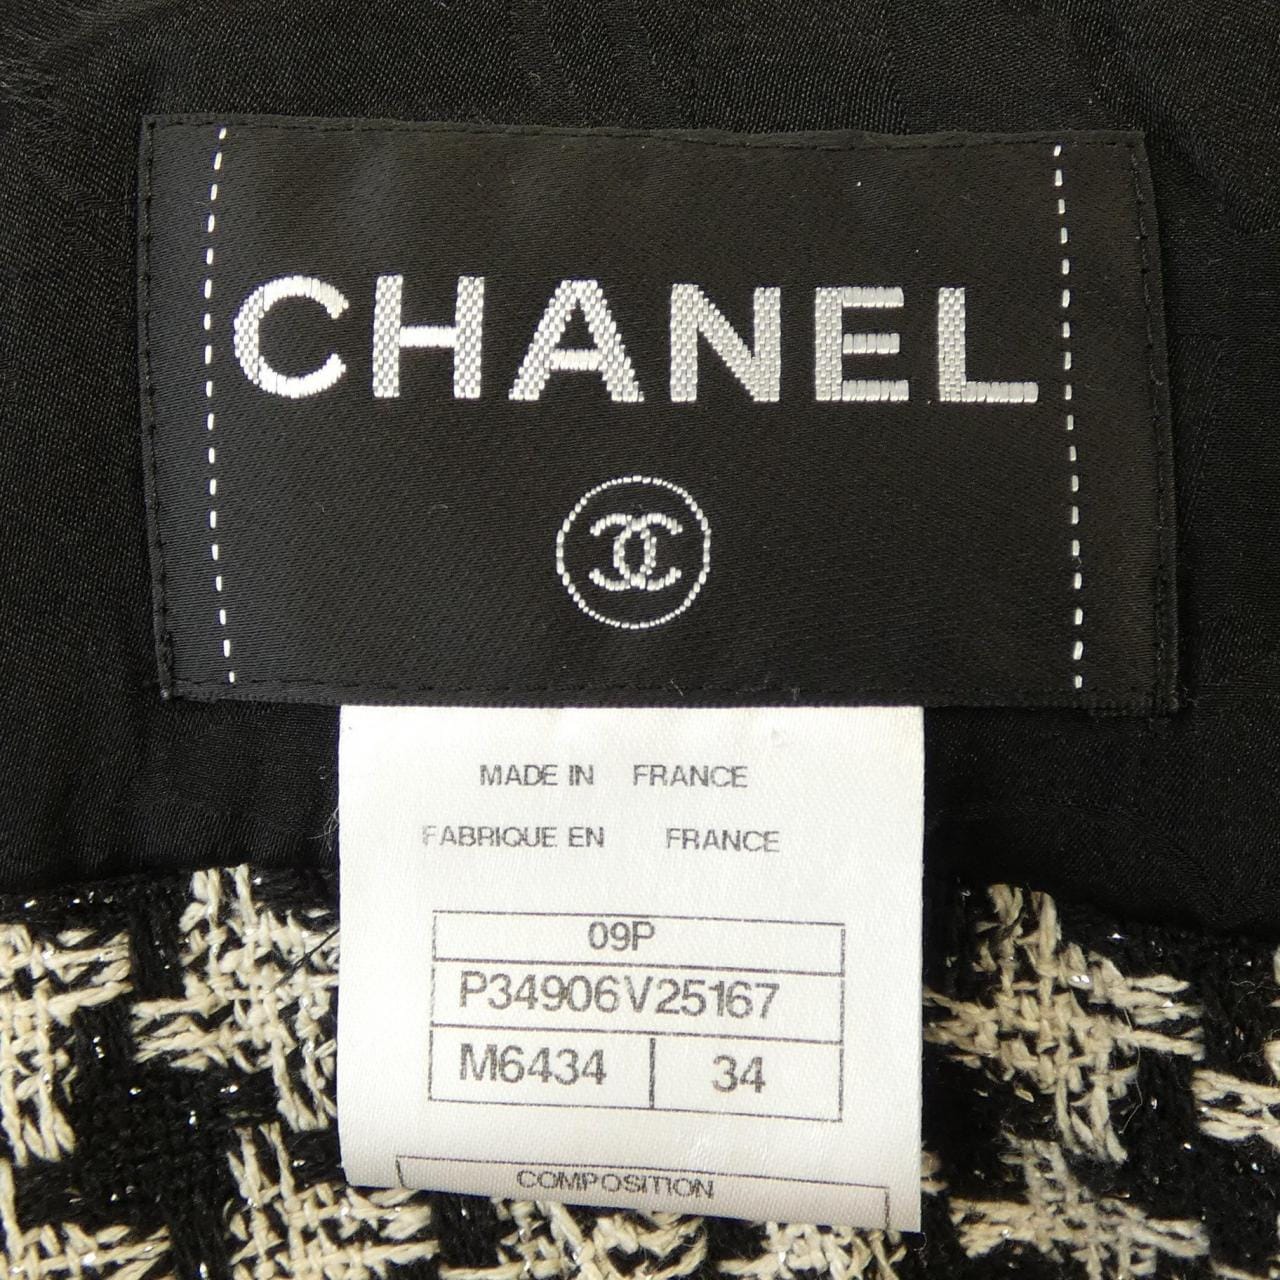 CHANEL
MADE IN FRANCE
FABRIQUE EN FRANCE
09P
P34906V25167
M6434 34
COMPOSITION